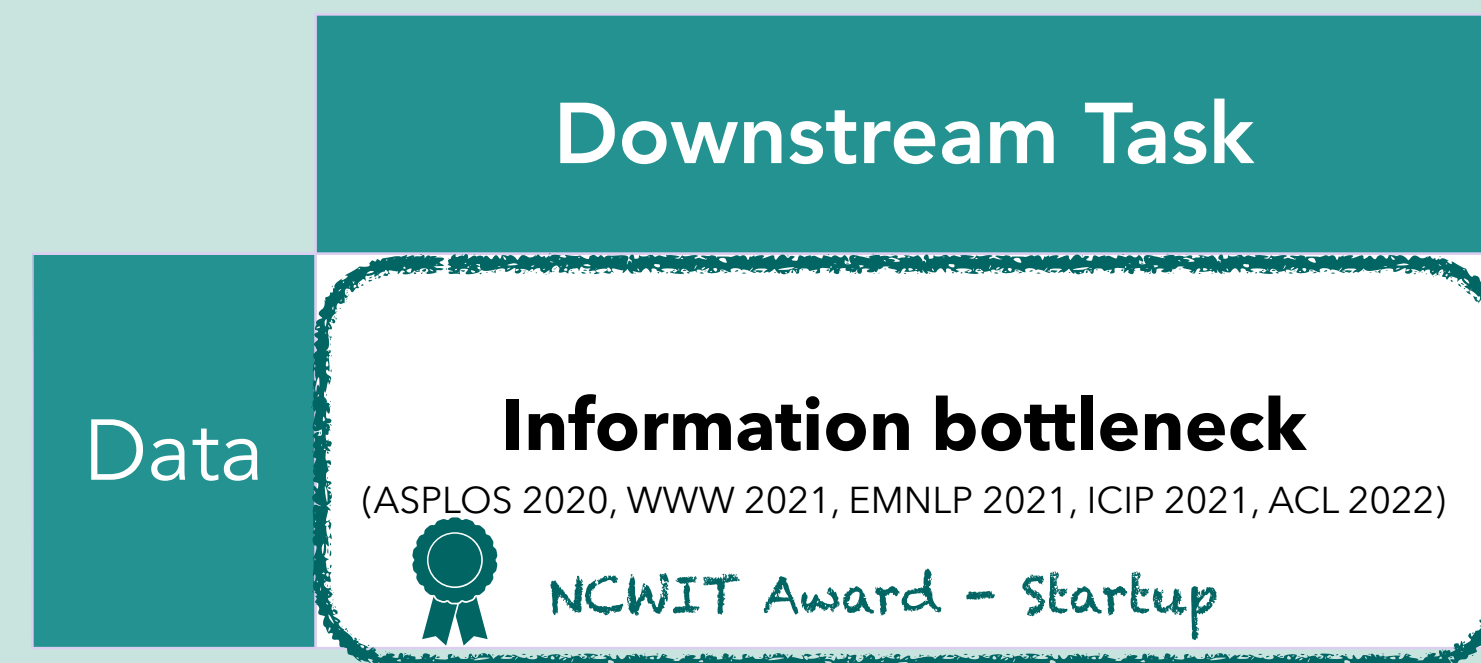 Downstream Task
Data
Information bottleneck
(ASPLOS 2020, WWW 2021, EMNLP 2021, ICIP 2021, ACL 2022)
NCWIT Award - Startup